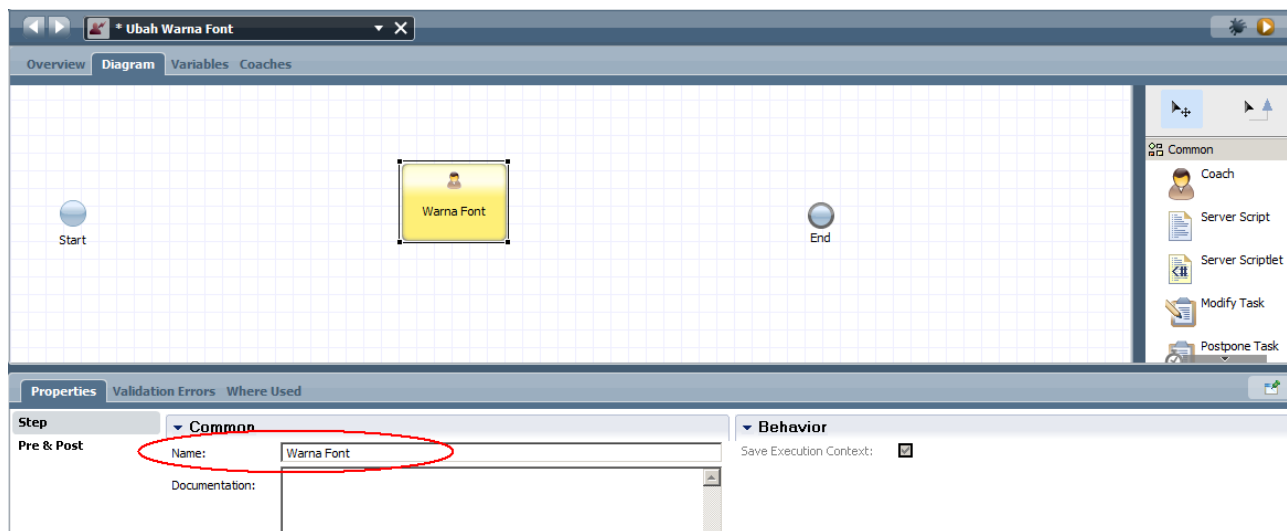 * Ubah Warna Font
Overview Diagram Variables Coaches
Common
Coach
Server Script
Server Scriptlet
Modify Task
Postpone Task
Warna Font
Start
End
Properties Validation Errors Where Used
Step
Pre & Post
Common
Name: Warna Font
Documentation:
Behavior
Save Execution Context: